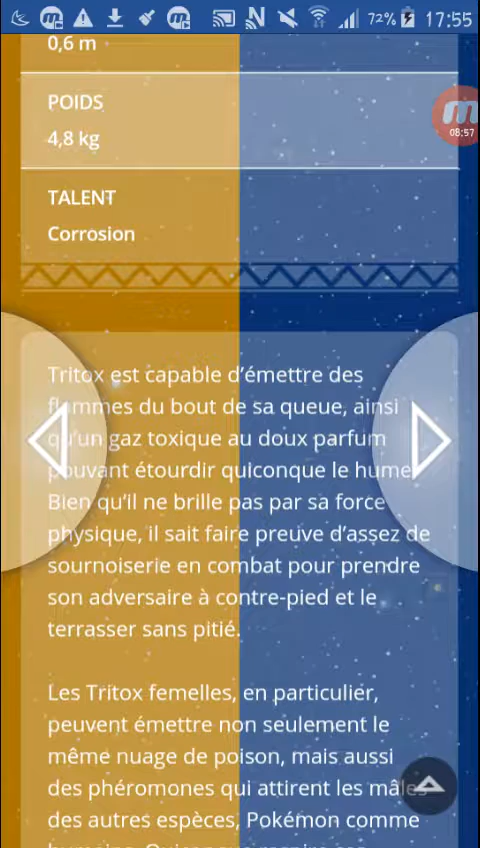 72% 17:55
0,6 m
POIDS
08:57
4,8 kg
TALENT
Corrosion
Tritox est capable d'émettre des
flammes du bout de sa queue, ainsi
qu'un gaz toxique au doux parfum
pouvant étourdir quiconque le hume.
Bien qu'il ne brille pas par sa force
physique, il sait faire preuve d'assez de
sournoiserie en combat pour prendre
son adversaire à contre-pied et le
terrasser sans pitié.
Les Tritox femelles, en particulier,
peuvent émettre non seulement le
même nuage de poison, mais aussi
des phéromones qui attirent les mâles
des autres espèces, Pokémon comme